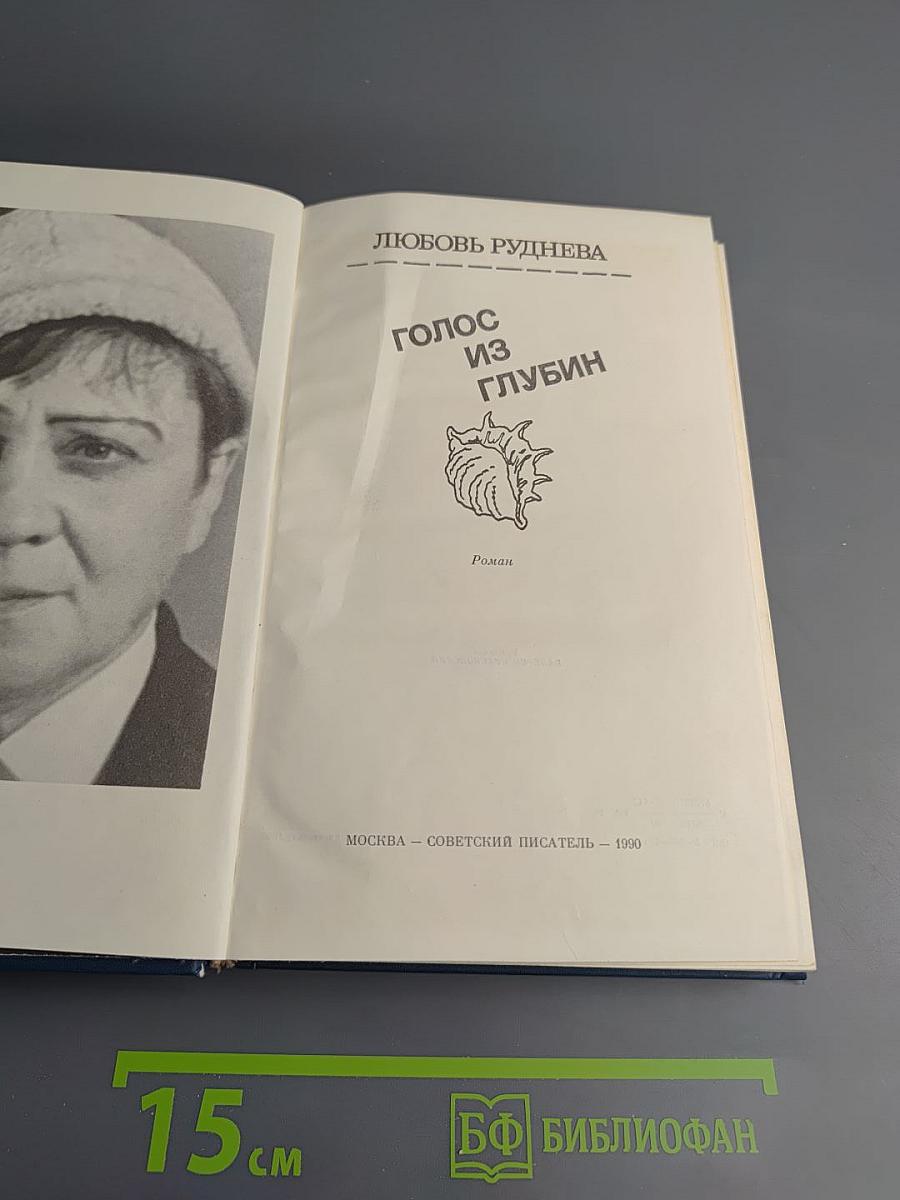 ЛЮБОВЬ РУДНЕВА
ГОЛОС
ИЗ
ГЛУБИН
Роман
МОСКВА — СОВЕТСКИЙ ПИСАТЕЛЬ — 1990
15 см
БФ БИБЛИОФАН